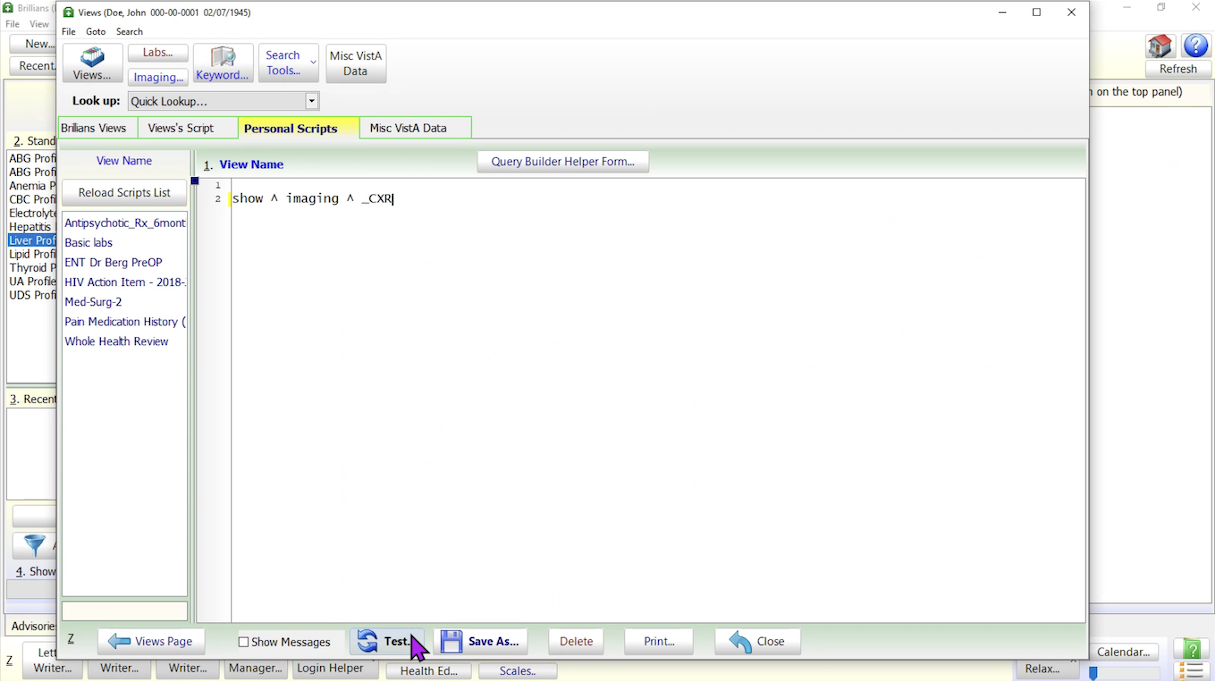 Brillians (
Views (Doe, John 000-00-0001 02/07/1945)
File View
File Goto Search
New...
Recent.
Views...
Labs...
Imaging...
Keyword...
Search Tools...
Misc VistA Data
Refresh
Look up: Quick Lookup...
n on the top panel)
Brilians Views
Views's Script
Personal Scripts
Misc VistA Data
2. Stand
ABG Profi
ABG Profi
Anemia P
CBC Profi
Electrolyte
Hepatitis
Liver Prof
Lipid Profi
Thyroid P
UA Profile
UDS Profi
View Name
Reload Scripts List
1. View Name
Query Builder Helper Form...
1
2 show ^ imaging ^ _CXR
Antipsychotic_Rx_6mont
Basic labs
ENT Dr Berg PreOP
HIV Action Item - 2018-
Med-Surg-2
Pain Medication History (
Whole Health Review
3. Recent
4. Show
Advisorie
Z
Views Page
Show Messages
Test.
Save As...
Delete
Print...
Close
Z
Lett
Writer...
Writer...
Writer...
Manager...
Login Helper
Health Ed...
Scales..
Relax...
Calendar...